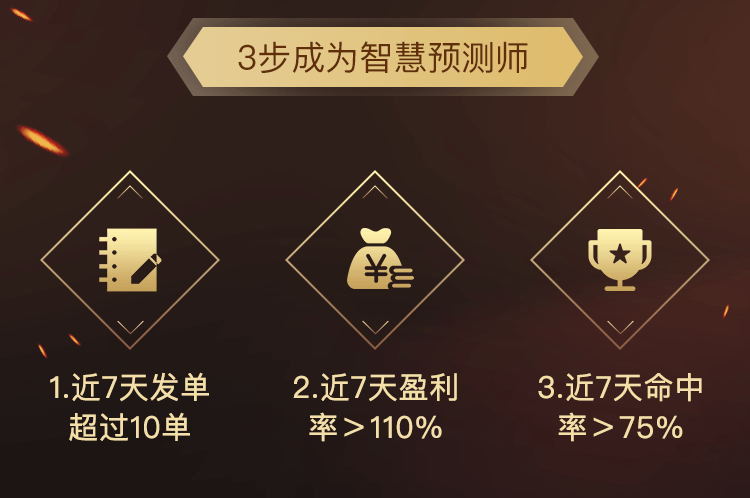 3步成为智慧预测师
1.近7天发单
超过10单
2.近7天盈利
率＞110%
3.近7天命中
率＞75%